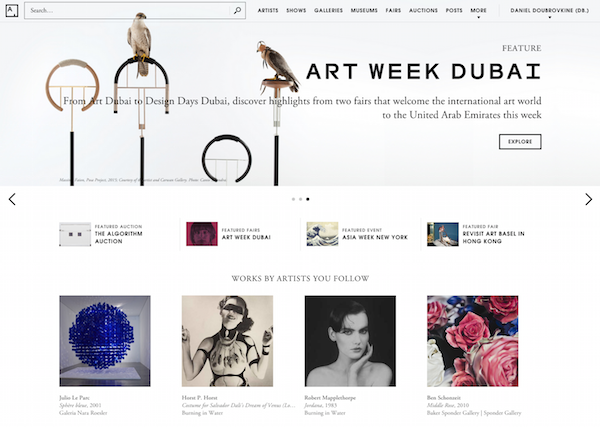 A
Search...
ARTISTS SHOWS GALLERIES MUSEUMS FAIRS AUCTIONS POSTS MORE DANIEL DOUBROVKINE (DB.)
FEATURE
ART WEEK DUBAI
From Art Dubai to Design Days Dubai, discover highlights from two fairs that welcome the international art world
to the United Arab Emirates this week
EXPLORE
FEATURED AUCTION
THE ALGORITHM
AUCTION
FEATURED FAIRS
ART WEEK DUBAI
FEATURED EVENT
ASIA WEEK NEW YORK
FEATURED FAIR
REVISIT ART BASEL IN
HONG KONG
WORKS BY ARTISTS YOU FOLLOW
Julio Le Parc
Sphère bleue, 2001
Galeria Nara Roesler
Horst P. Horst
Costume for Salvador Dali's Dream of Venus (Le...
Burning in Water
Robert Mapplethorpe
Jordana, 1985
Burning in Water
Ben Schonzeit
Middle Rose, 2010
Baker Sponder Gallery | Sponder Gallery